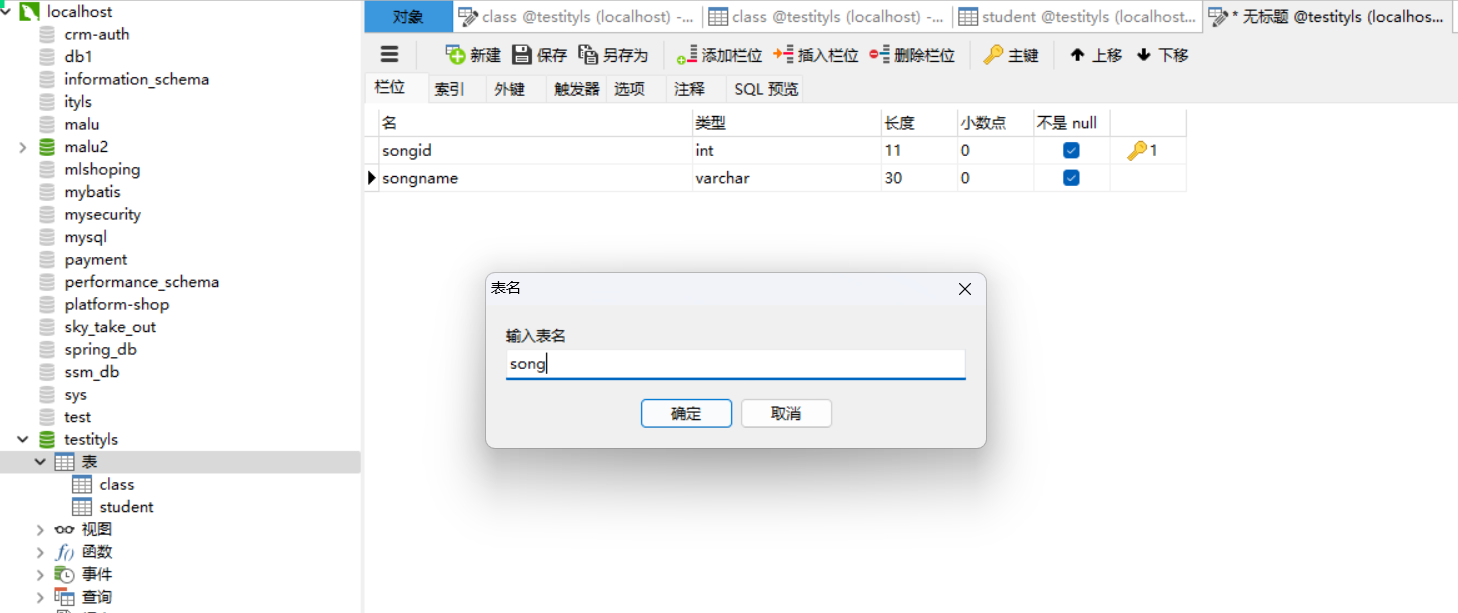 localhost
crm-auth
db1
information_schema
ityls
malu
malu2
mlshoping
mybatis
mysecurity
mysql
payment
performance_schema
platform-shop
sky_take_out
spring_db
ssm_db
sys
test
testityls
表
class
student
视图
函数
事件
查询
对象 class @testityls (localhost) -... class @testityls (localhost) -... student @testityls (localhost... * 无标题 @testityls (localhos...
新建 保存 另存为 添加栏位 插入栏位 删除栏位 主键 上移 下移
栏位 索引 外键 触发器 选项 注释 SQL 预览
名 类型 长度 小数点 不是 null
songid int 11 0 1
songname varchar 30 0
表名
输入表名
song
确定 取消